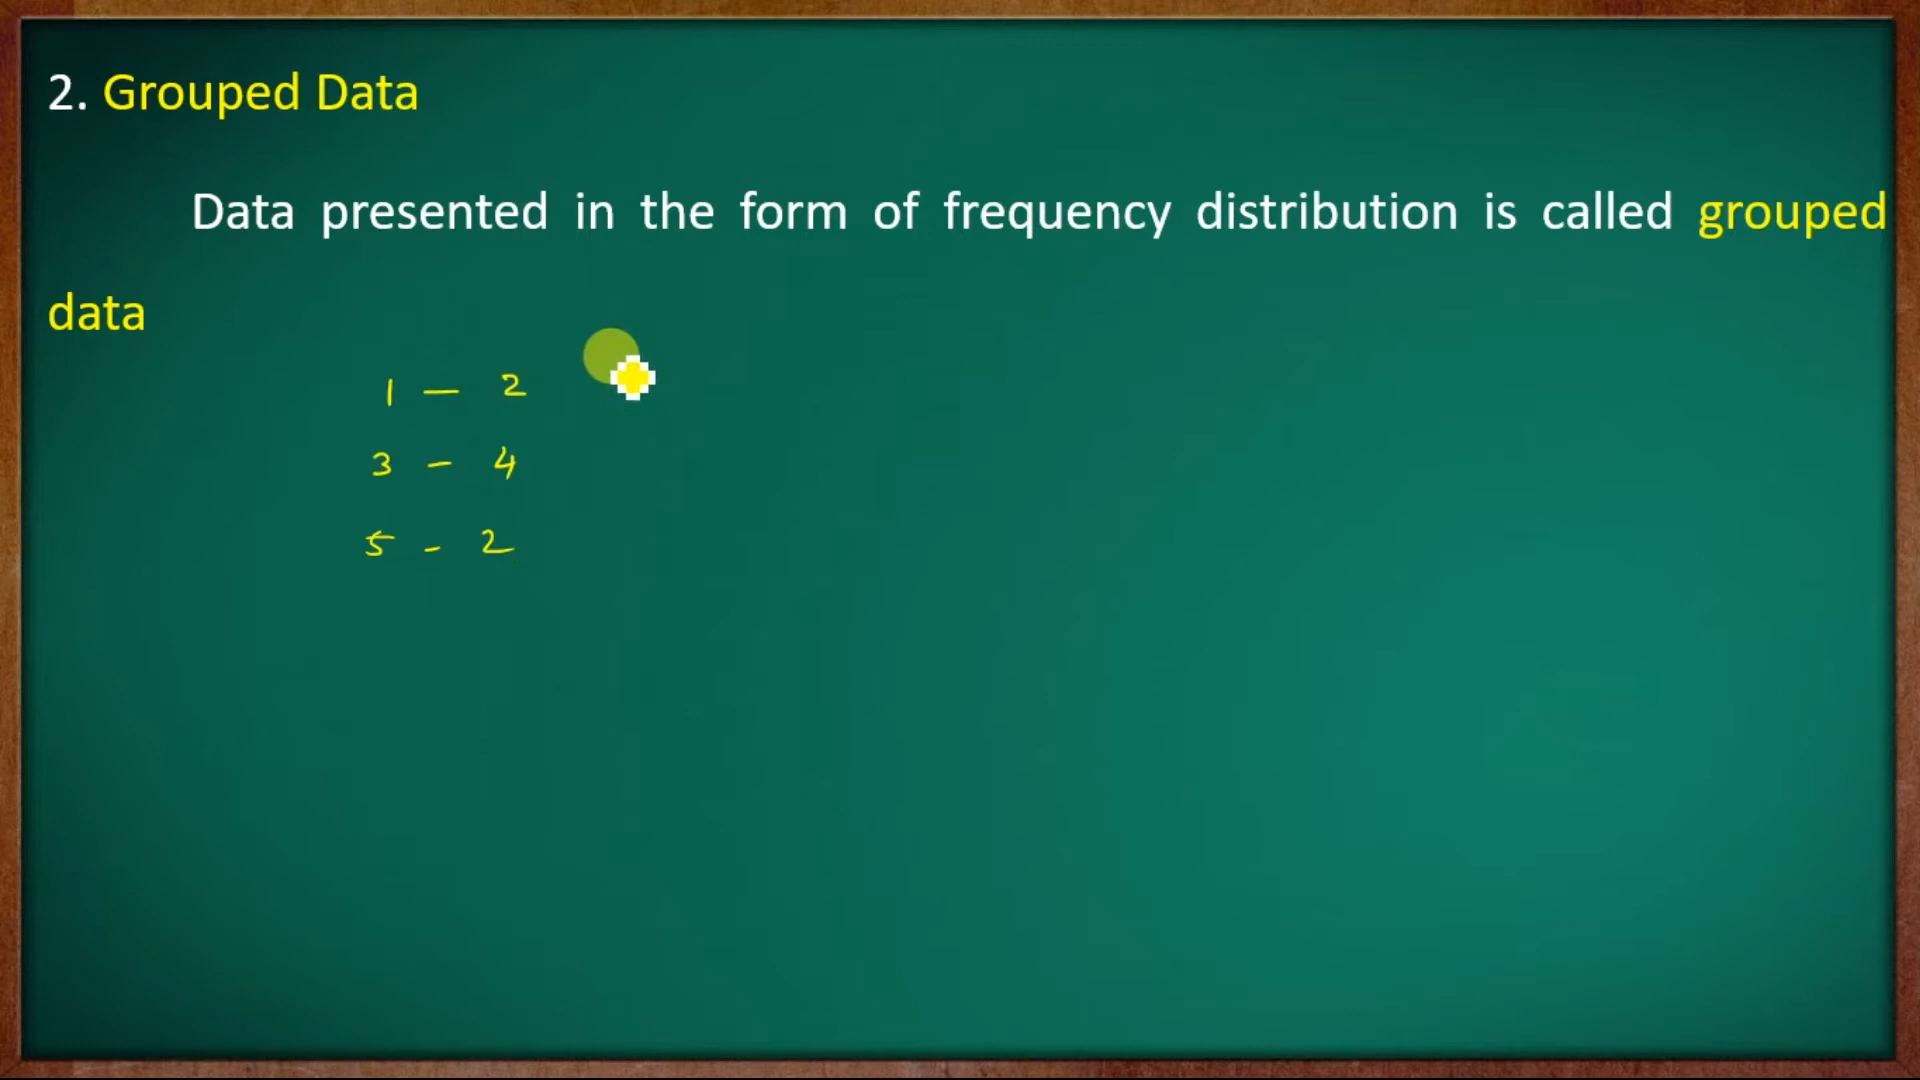 2. Grouped Data
Data presented in the form of frequency distribution is called grouped
data
1 — 2
3 - 4
5 - 2